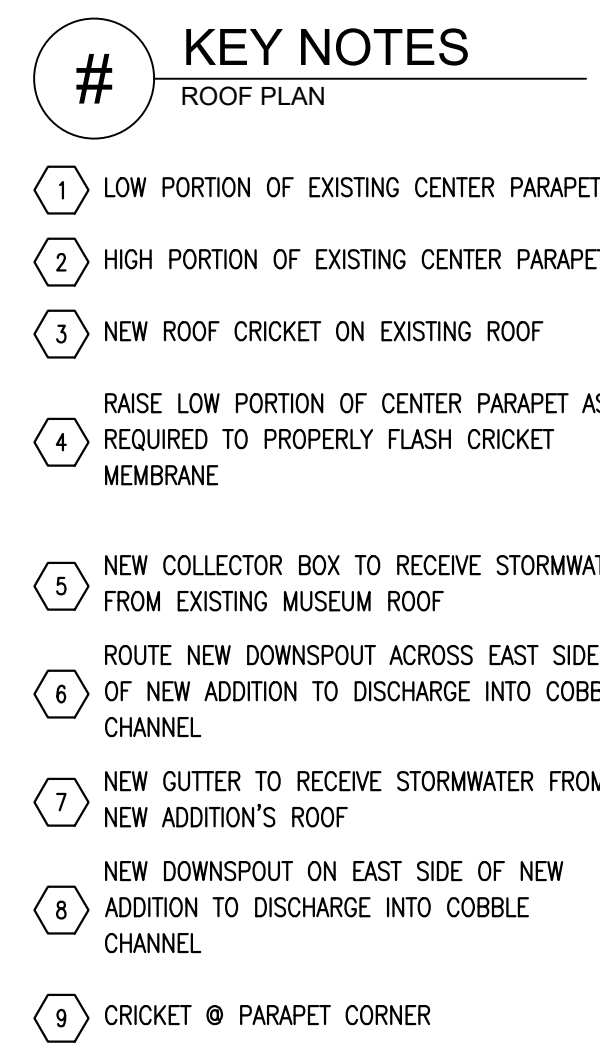 #
KEY NOTES
ROOF PLAN
1 LOW PORTION OF EXISTING CENTER PARAPET
2 HIGH PORTION OF EXISTING CENTER PARAPET
3 NEW ROOF CRICKET ON EXISTING ROOF
RAISE LOW PORTION OF CENTER PARAPET AS
4 REQUIRED TO PROPERLY FLASH CRICKET
MEMBRANE
NEW COLLECTOR BOX TO RECEIVE STORMWAT
5 FROM EXISTING MUSEUM ROOF
ROUTE NEW DOWNSPOUT ACROSS EAST SIDE
6 OF NEW ADDITION TO DISCHARGE INTO COBB
CHANNEL
NEW GUTTER TO RECEIVE STORMWATER FROM
7 NEW ADDITION'S ROOF
NEW DOWNSPOUT ON EAST SIDE OF NEW
8 ADDITION TO DISCHARGE INTO COBBLE
CHANNEL
9 CRICKET @ PARAPET CORNER